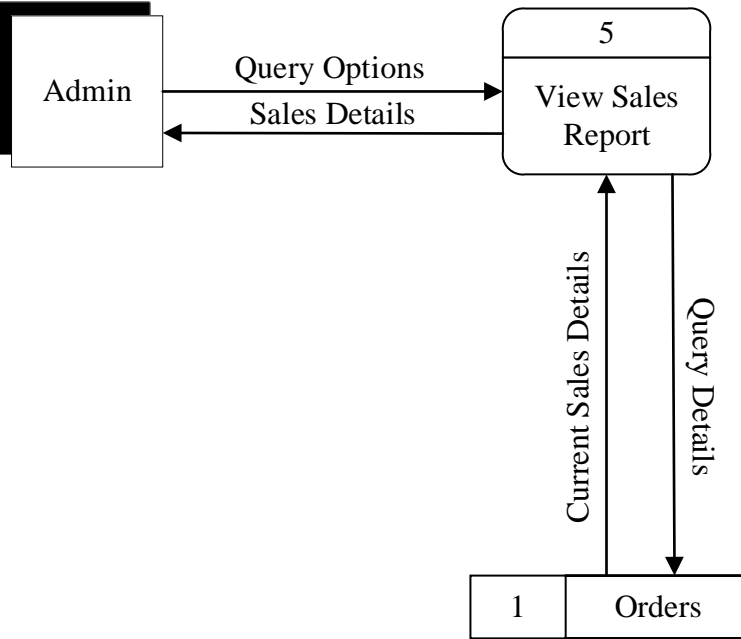 Admin
Query Options
Sales Details
5
View Sales
Report
Current Sales Details
Query Details
1
Orders